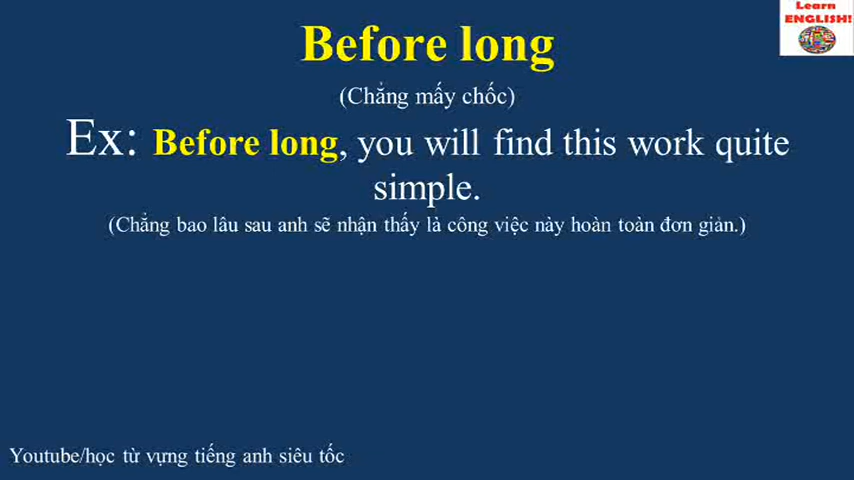 Learn
ENGLISH!
Before long
(Chẳng mấy chốc)
Ex: Before long, you will find this work quite
simple.
(Chẳng bao lâu sau anh sẽ nhận thấy là công việc này hoàn toàn đơn giản.)
Youtube/học từ vựng tiếng anh siêu tốc